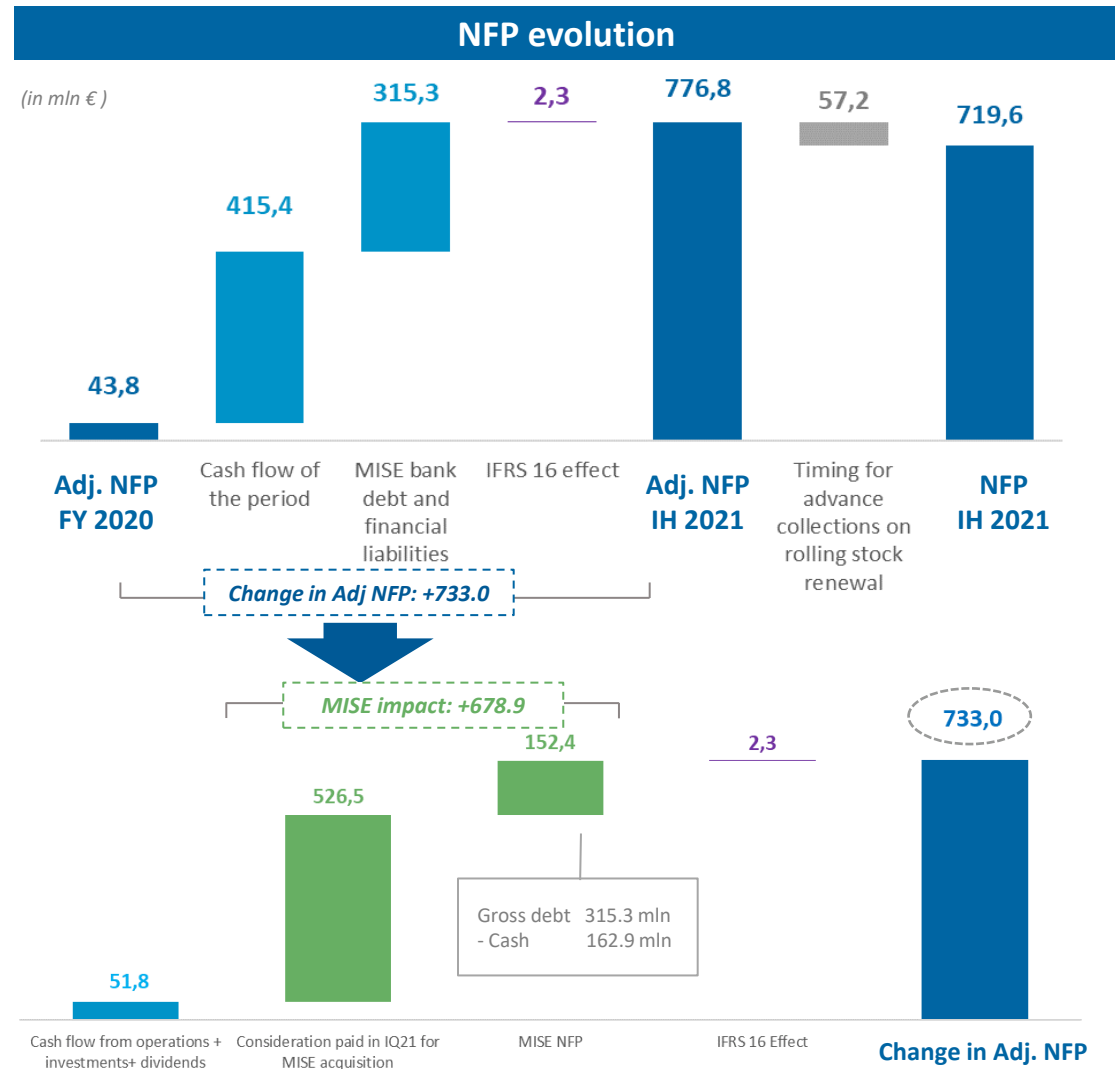 NFP evolution
(in mln € )
315,3
2,3
776,8
57,2
719,6
415,4
43,8
Adj. NFP
FY 2020
Cash flow of
the period
MISE bank
debt and
financial
liabilities
IFRS 16 effect
Adj. NFP
IH 2021
Timing for
advance
collections on
rolling stock
renewal
NFP
IH 2021
Change in Adj NFP: +733.0
MISE impact: +678.9
733,0
152,4
2,3
526,5
Gross debt 315.3 mln
- Cash 162.9 mln
51,8
Cash flow from operations +
investments+ dividends
Consideration paid in IQ21 for
MISE acquisition
MISE NFP
IFRS 16 Effect
Change in Adj. NFP